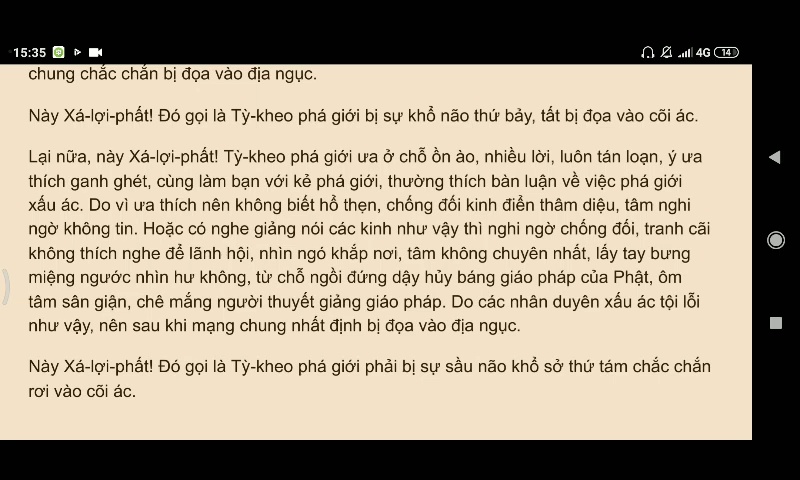 15:35
4G 14
chung chắc chắn bị đọa vào địa ngục.
Này Xá-lợi-phất! Đó gọi là Tỳ-kheo phá giới bị sự khổ não thứ bảy, tất bị đọa vào cõi ác.
Lại nữa, này Xá-lợi-phất! Tỳ-kheo phá giới ưa ở chỗ ồn ào, nhiều lời, luôn tán loạn, ý ưa
thích ganh ghét, cùng làm bạn với kẻ phá giới, thường thích bàn luận về việc phá giới
xấu ác. Do vì ưa thích nên không biết hổ thẹn, chống đối kinh điển thâm diệu, tâm nghi
ngờ không tin. Hoặc có nghe giảng nói các kinh như vậy thì nghi ngờ chống đối, tranh cãi
không thích nghe để lãnh hội, nhìn ngó khắp nơi, tâm không chuyên nhất, lấy tay bưng
miệng ngước nhìn hư không, từ chỗ ngồi đứng dậy hủy báng giáo pháp của Phật, ôm
tâm sân giận, chê mắng người thuyết giảng giáo pháp. Do các nhân duyên xấu ác tội lỗi
như vậy, nên sau khi mạng chung nhất định bị đọa vào địa ngục.
Này Xá-lợi-phất! Đó gọi là Tỳ-kheo phá giới phải bị sự sầu não khổ sở thứ tám chắc chắn
rơi vào cõi ác.